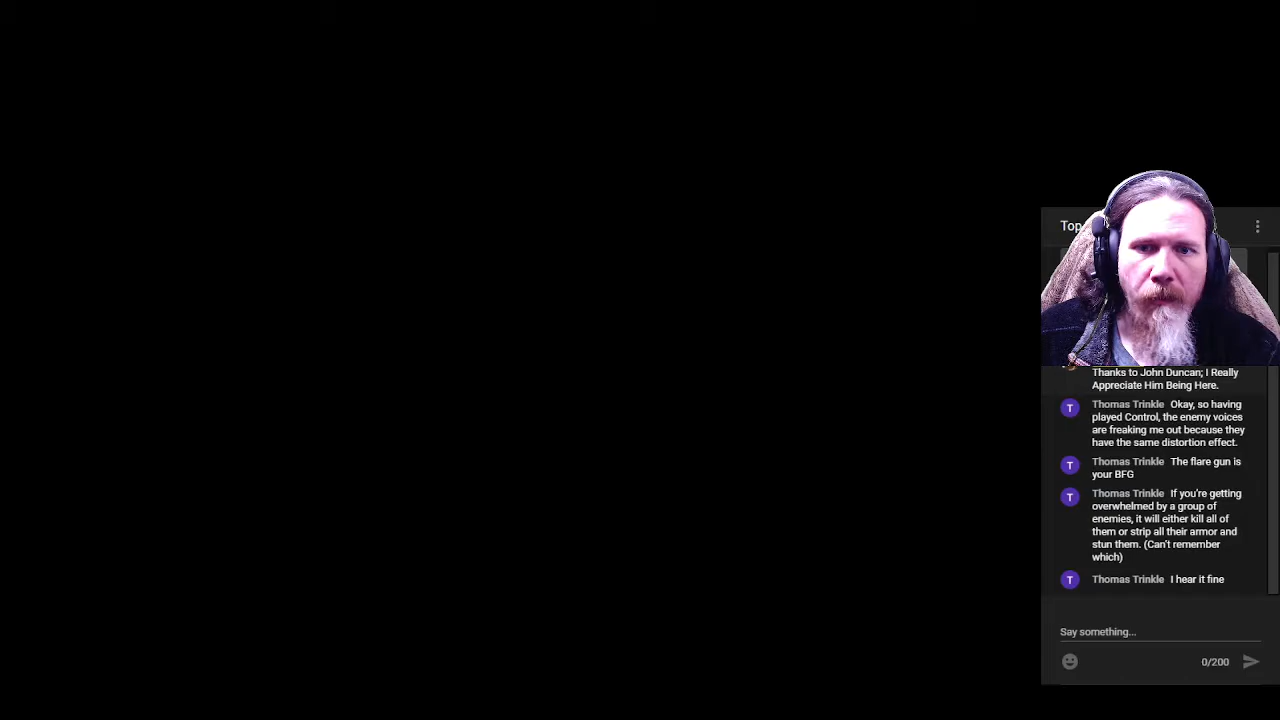 Top
Thanks to John Duncan; I Really
Appreciate Him Being Here.
T Thomas Trinkle Okay, so having
played Control, the enemy voices
are freaking me out because they
have the same distortion effect.
T Thomas Trinkle The flare gun is
your BFG
T Thomas Trinkle If you're getting
overwhelmed by a group of
enemies, it will either kill all of
them or strip all their armor and
stun them. (Can't remember
which)
T Thomas Trinkle I hear it fine
Say something...
0/200